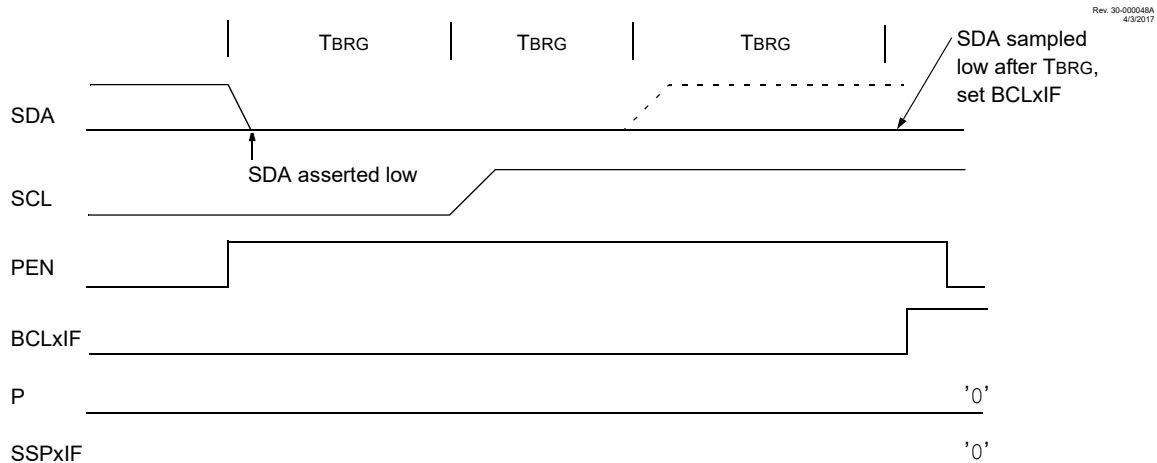 Rev. 30-000048A
4/3/2017
TBRG
TBRG
TBRG
SDA sampled
low after TBRG,
set BCLxIF
SDA
SDA asserted low
SCL
PEN
BCLxIF
P
'0'
SSPxIF
'0'